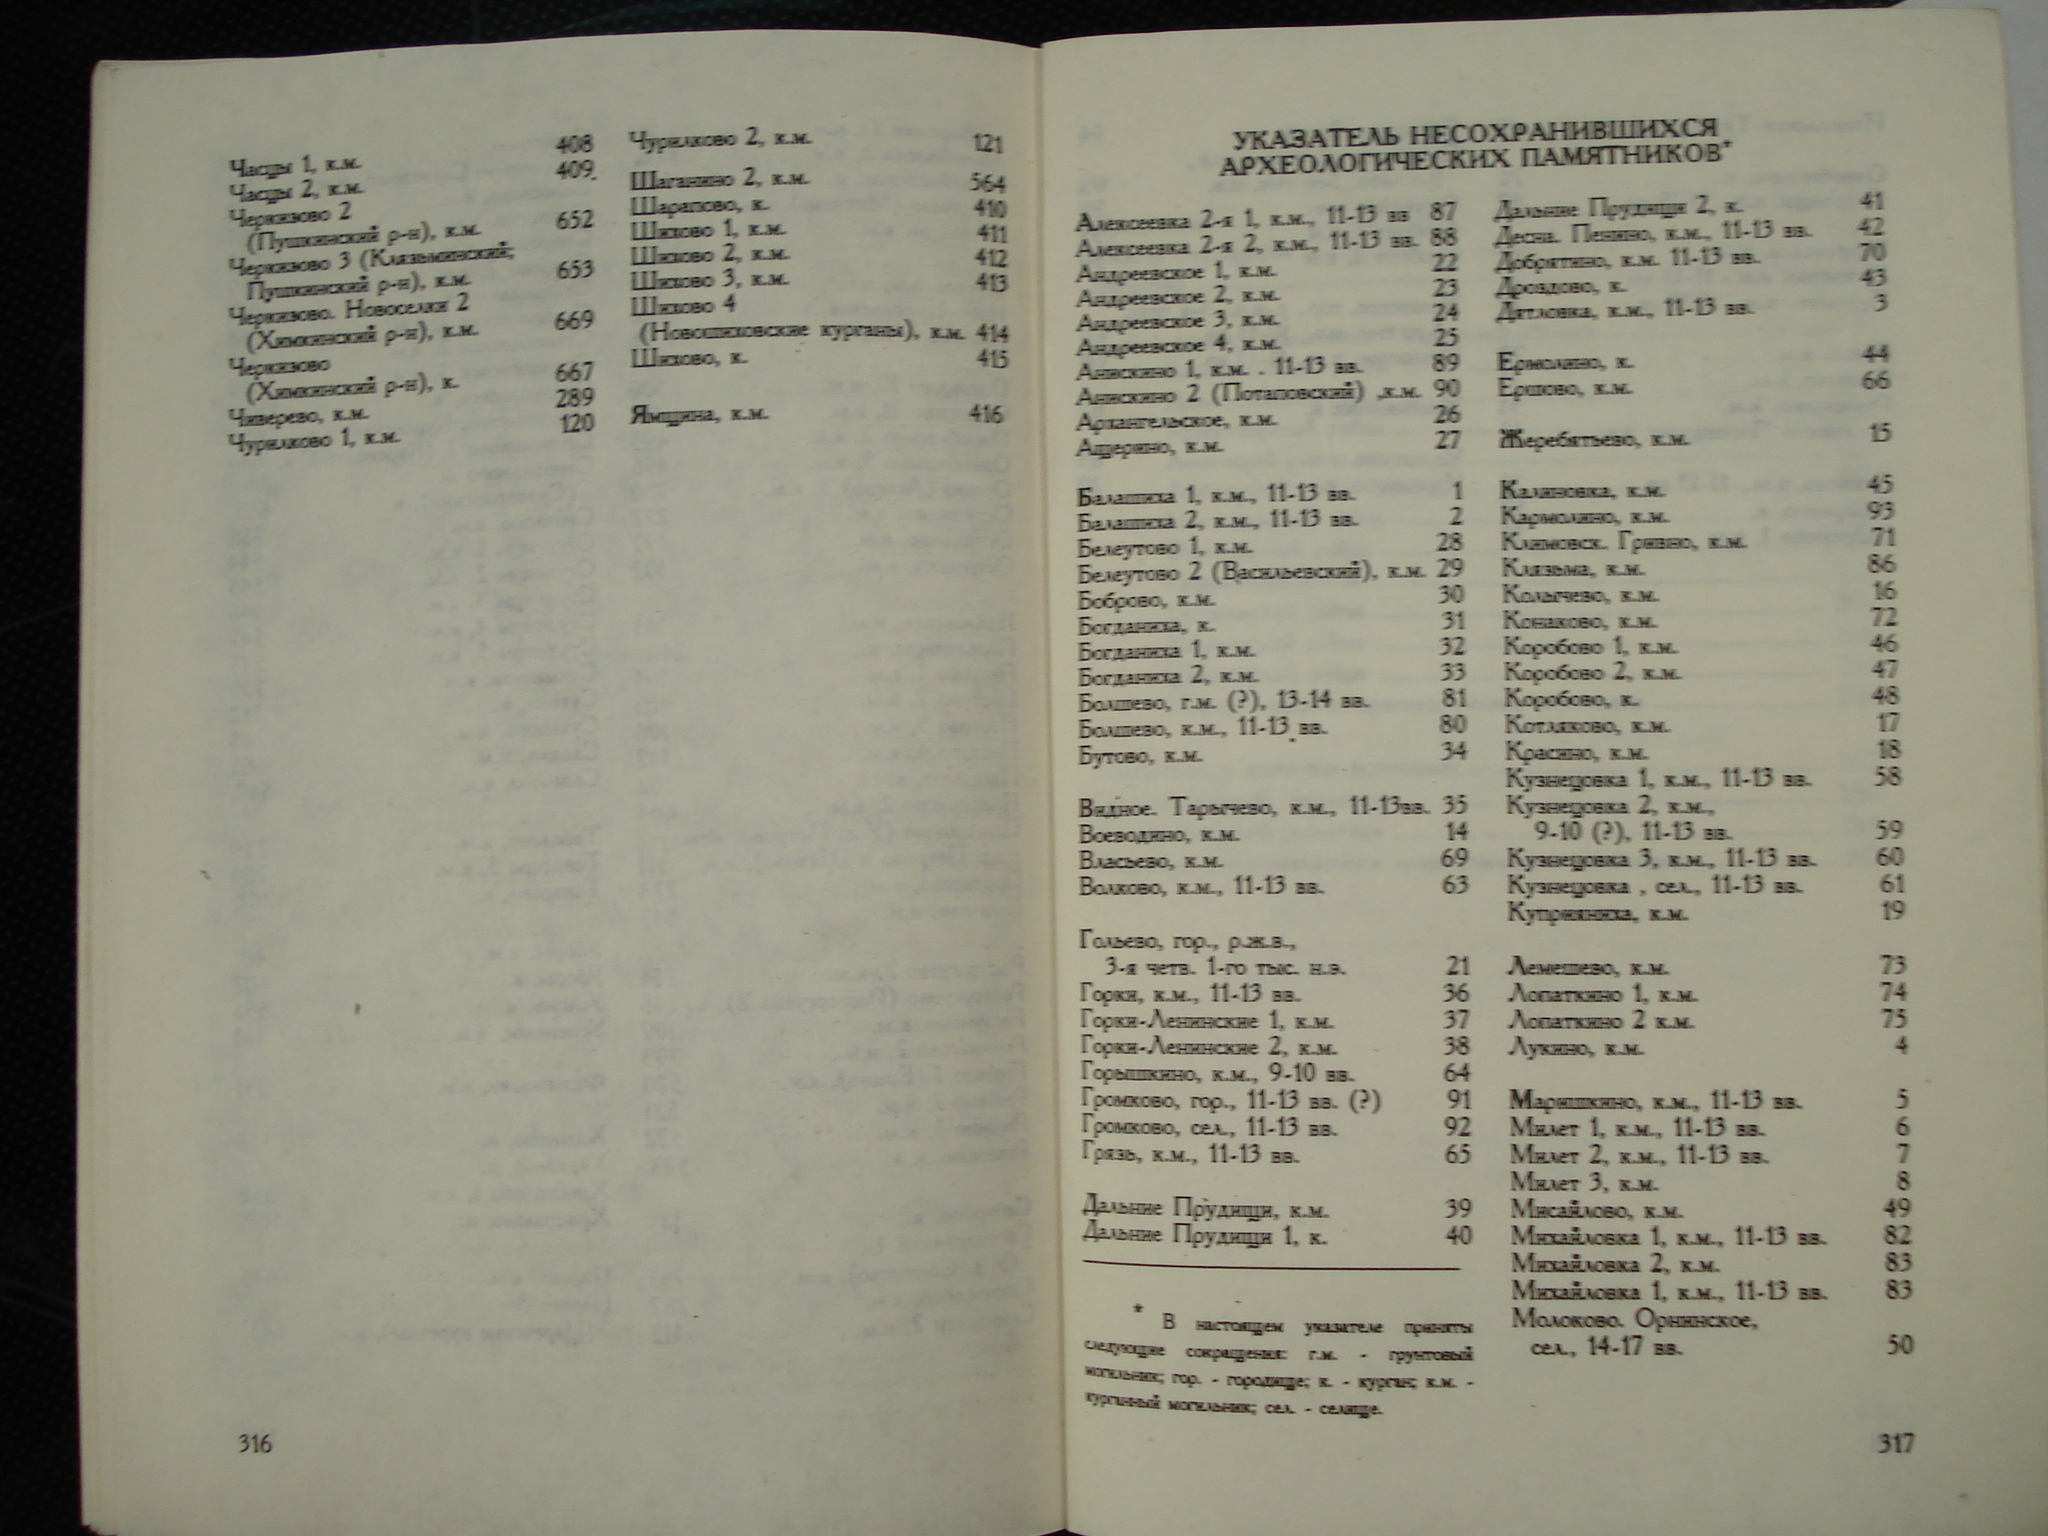 Часцы 1, к.м. 408
Часцы 2, к.м. 409
Черкизово 2
(Пушкинский р-н), к.м. 652
Черкизово 3 (Клязьминский;
Пушкинский р-н), к.м. 653
Черкизово. Новоселки 2
(Химкинский р-н), к.м. 669
Черкизово
(Химкинский р-н), к. 667
Чиверево, к.м. 289
Чурилково 1, к.м. 120
Чурилково 2, к.м. 121
Шаганино 2, к.м. 564
Шарапово, к. 410
Шихово 1, к.м. 411
Шихово 2, к.м. 412
Шихово 3, к.м. 413
Шихово 4
(Новошиховские курганы), к.м. 414
Шихово, к. 415
Ямщина, к.м. 416
316
УКАЗАТЕЛЬ НЕСОХРАНИВШИХСЯ
АРХЕОЛОГИЧЕСКИХ ПАМЯТНИКОВ*
Алексеевка 2-я 1, к.м., 11-13 вв 87
Алексеевка 2-я 2, к.м., 11-13 вв. 88
Андреевское 1, к.м. 22
Андреевское 2, к.м. 23
Андреевское 3, к.м. 24
Андреевское 4, к.м. 25
Анискино 1, к.м. . 11-13 вв. 89
Анискино 2 (Потаповский) ,к.м. 90
Архангельское, к.м. 26
Ащерино, к.м. 27
Балашиха 1, к.м., 11-13 вв. 1
Балашиха 2, к.м., 11-13 вв. 2
Белеутово 1, к.м. 28
Белеутово 2 (Васильевский), к.м. 29
Боброво, к.м. 30
Богданиха, к. 31
Богданиха 1, к.м. 32
Богданиха 2, к.м. 33
Болшево, г.м. (?), 13-14 вв. 81
Болшево, к.м., 11-13 вв. 80
Бутово, к.м. 34
Видное. Тарычево, к.м., 11-13вв. 35
Воеводино, к.м. 14
Власьево, к.м. 69
Волково, к.м., 11-13 вв. 63
Гольево, гор., р.ж.в.,
3-я четв. 1-го тыс. н.э. 21
Горки, к.м., 11-13 вв. 36
Горки-Ленинские 1, к.м. 37
Горки-Ленинские 2, к.м. 38
Горышкино, к.м., 9-10 вв. 64
Громково, гор., 11-13 вв. (?) 91
Громково, сел., 11-13 вв. 92
Грязь, к.м., 11-13 вв. 65
Дальние Прудищи, к.м. 39
Дальние Прудищи 1, к. 40
* В настоящем указателе приняты
следующие сокращения: г.м. - грунтовый
могильник; гор. - городище; к. - курган; к.м. -
курганный могильник; сел. - селище.
Дальние Прудищи 2, к. 41
Десна. Пенино, к.м., 11-13 вв. 42
Добрятино, к.м. 11-13 вв. 70
Дроздово, к. 43
Дятловка, к.м., 11-13 вв. 3
Ермолино, к. 44
Ершово, к.м. 66
Жеребятьево, к.м. 15
Калиновка, к.м. 45
Кармолино, к.м. 93
Климовск. Гривно, к.м. 71
Клязьма, к.м. 86
Колычево, к.м. 16
Конаково, к.м. 72
Коробово 1, к.м. 46
Коробово 2, к.м. 47
Коробово, к. 48
Котляково, к.м. 17
Красино, к.м. 18
Кузнецовка 1, к.м., 11-13 вв. 58
Кузнецовка 2, к.м.,
9-10 (?), 11-13 вв. 59
Кузнецовка 3, к.м., 11-13 вв. 60
Кузнецовка , сел., 11-13 вв. 61
Куприяниха, к.м. 19
Лемешево, к.м. 73
Лопаткино 1, к.м. 74
Лопаткино 2 к.м. 75
Лукино, к.м. 4
Маришкино, к.м., 11-13 вв. 5
Милет 1, к.м., 11-13 вв. 6
Милет 2, к.м., 11-13 вв. 7
Милет 3, к.м. 8
Мисайлово, к.м. 49
Михайловка 1, к.м., 11-13 вв. 82
Михайловка 2, к.м. 83
Михайловка 1, к.м., 11-13 вв. 83
Молоково. Орнинское,
сел., 14-17 вв. 50
317